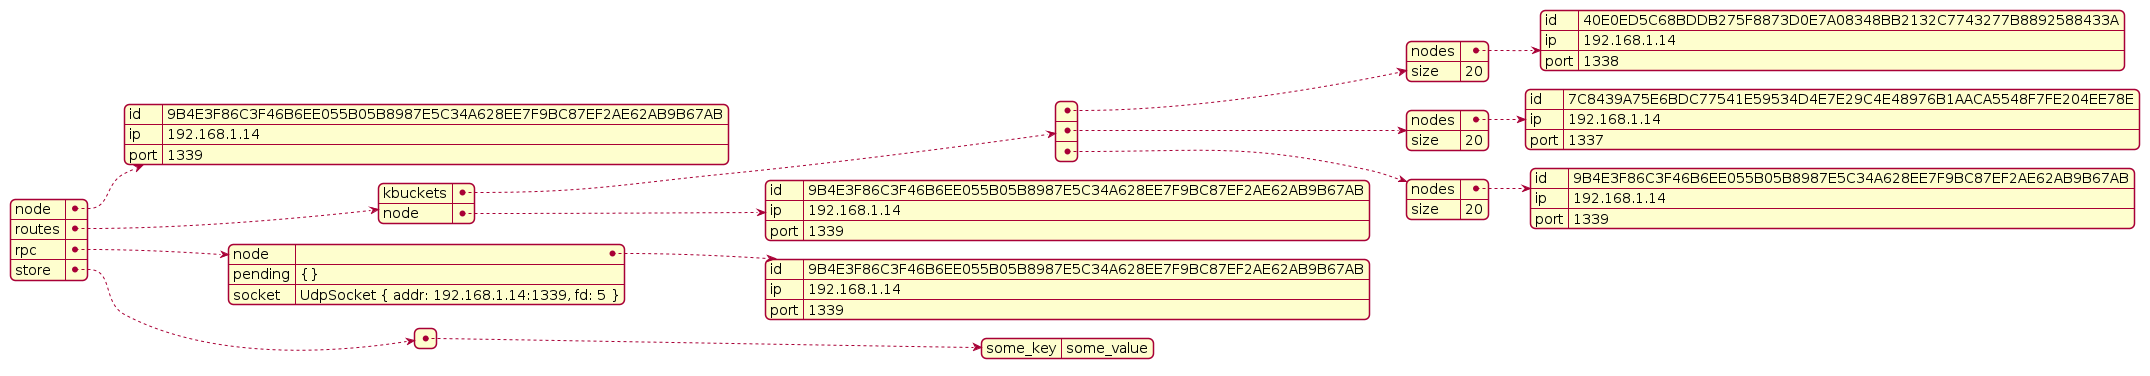 node
routes
rpc
store
id 9B4E3F86C3F46B6EE055B05B8987E5C34A628EE7F9BC87EF2AE62AB9B67AB
ip 192.168.1.14
port 1339
kbuckets
node
node
pending { }
socket UdpSocket { addr: 192.168.1.14:1339, fd: 5 }
id 9B4E3F86C3F46B6EE055B05B8987E5C34A628EE7F9BC87EF2AE62AB9B67AB
ip 192.168.1.14
port 1339
id 9B4E3F86C3F46B6EE055B05B8987E5C34A628EE7F9BC87EF2AE62AB9B67AB
ip 192.168.1.14
port 1339
some_key some_value
nodes
size 20
nodes
size 20
nodes
size 20
id 40E0ED5C68BDDB275F8873D0E7A08348BB2132C7743277B8892588433A
ip 192.168.1.14
port 1338
id 7C8439A75E6BDC77541E59534D4E7E29C4E48976B1AACA5548F7FE204EE78E
ip 192.168.1.14
port 1337
id 9B4E3F86C3F46B6EE055B05B8987E5C34A628EE7F9BC87EF2AE62AB9B67AB
ip 192.168.1.14
port 1339